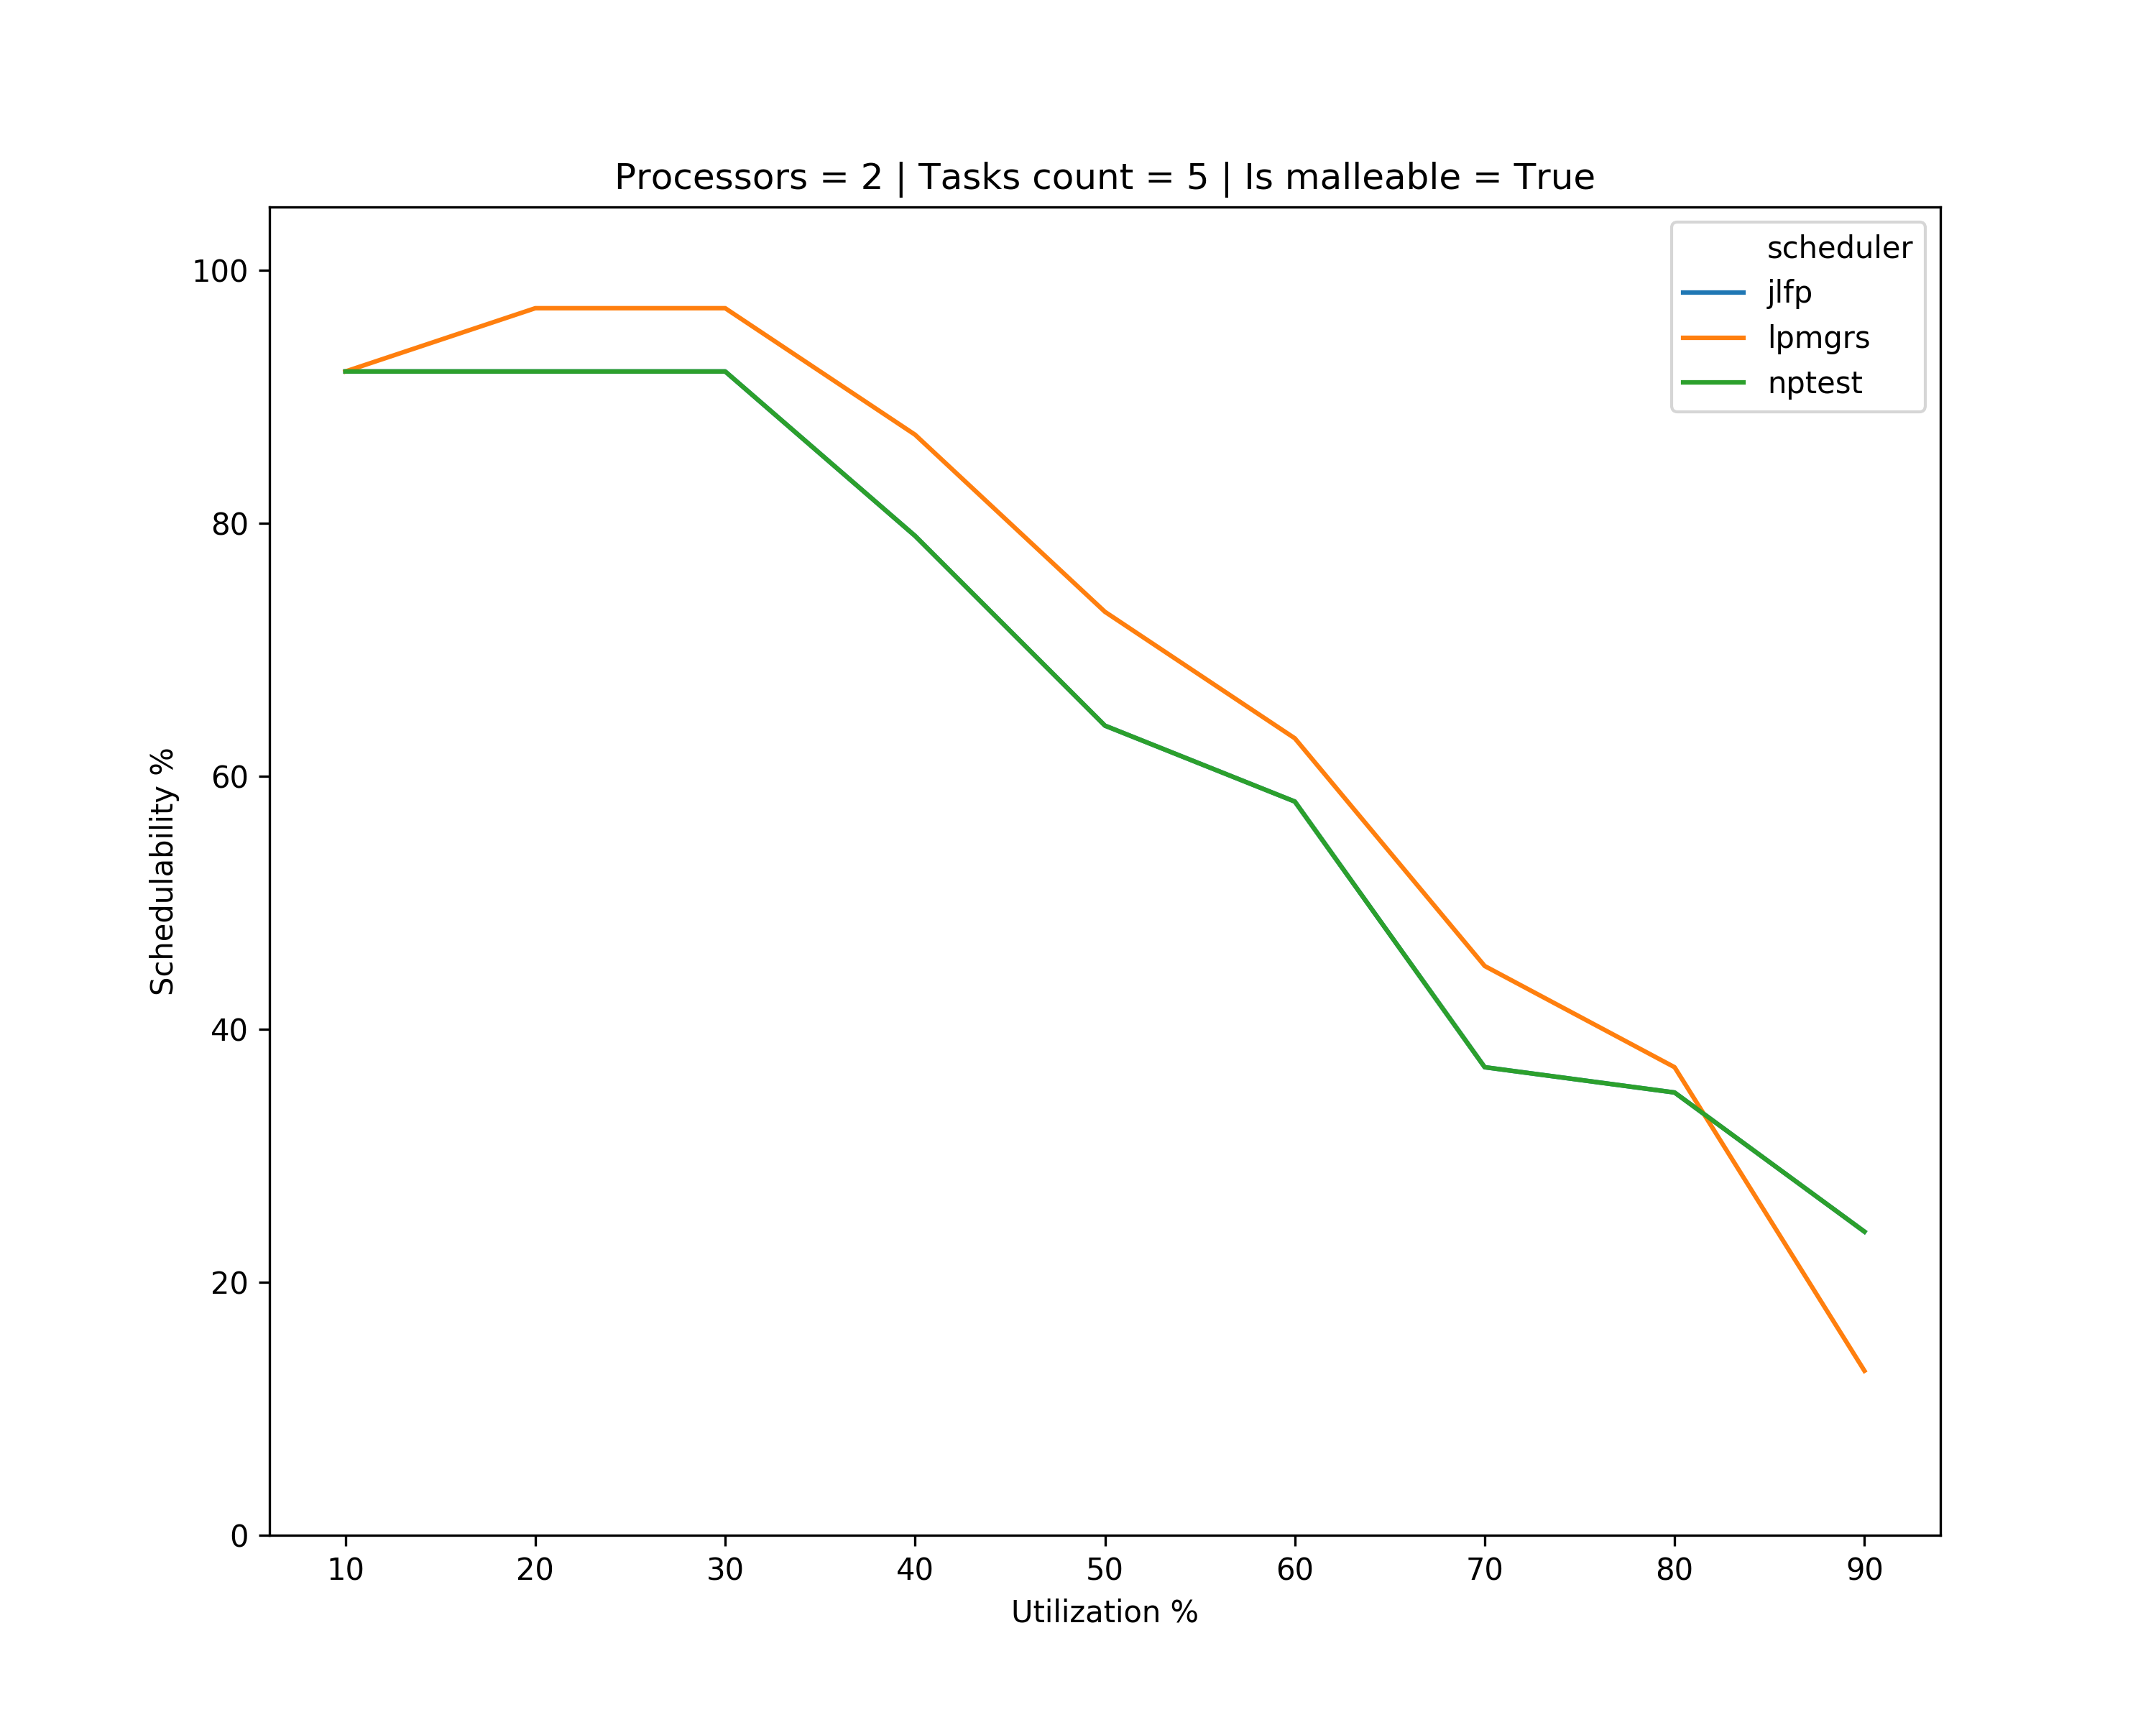 Processors = 2 | Tasks count = 5 | Is malleable = True
scheduler
jlfp
lpmgrs
nptest
100
80
60
40
20
0
Schedulability %
10 20 30 40 50 60 70 80 90
Utilization %